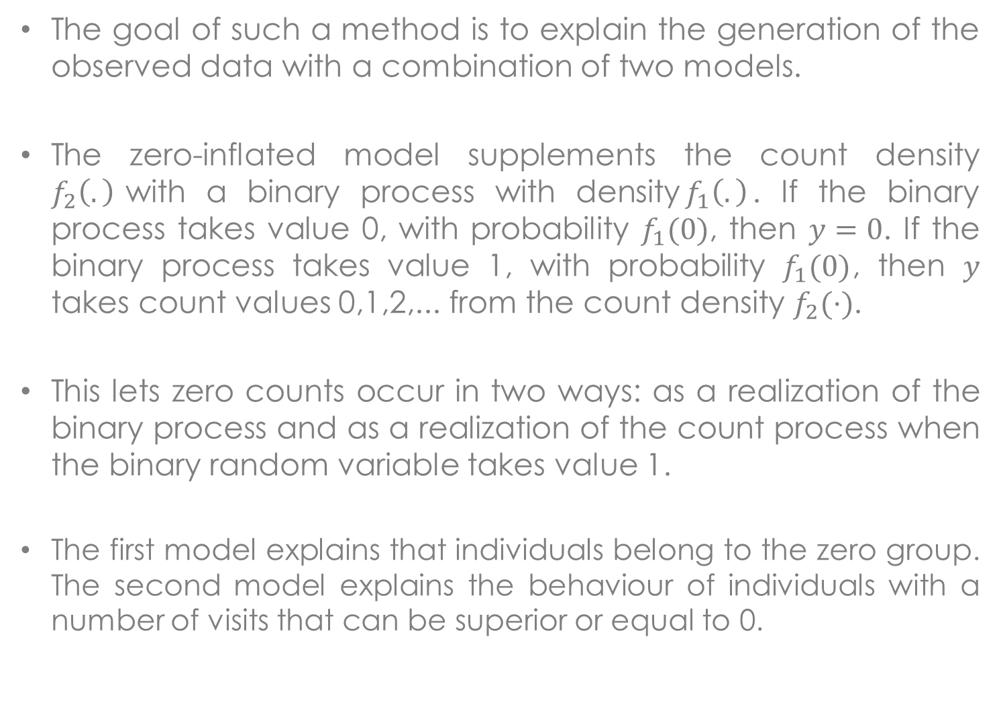 • The goal of such a method is to explain the generation of the
observed data with a combination of two models.
• The zero-inflated model supplements the count density
f₂(.) with a binary process with density f₁(.). If the binary
process takes value 0, with probability f₁(0), then y = 0. If the
binary process takes value 1, with probability f₁(0), then y
takes count values 0,1,2,... from the count density f₂(·).
• This lets zero counts occur in two ways: as a realization of the
binary process and as a realization of the count process when
the binary random variable takes value 1.
• The first model explains that individuals belong to the zero group.
The second model explains the behaviour of individuals with a
number of visits that can be superior or equal to 0.